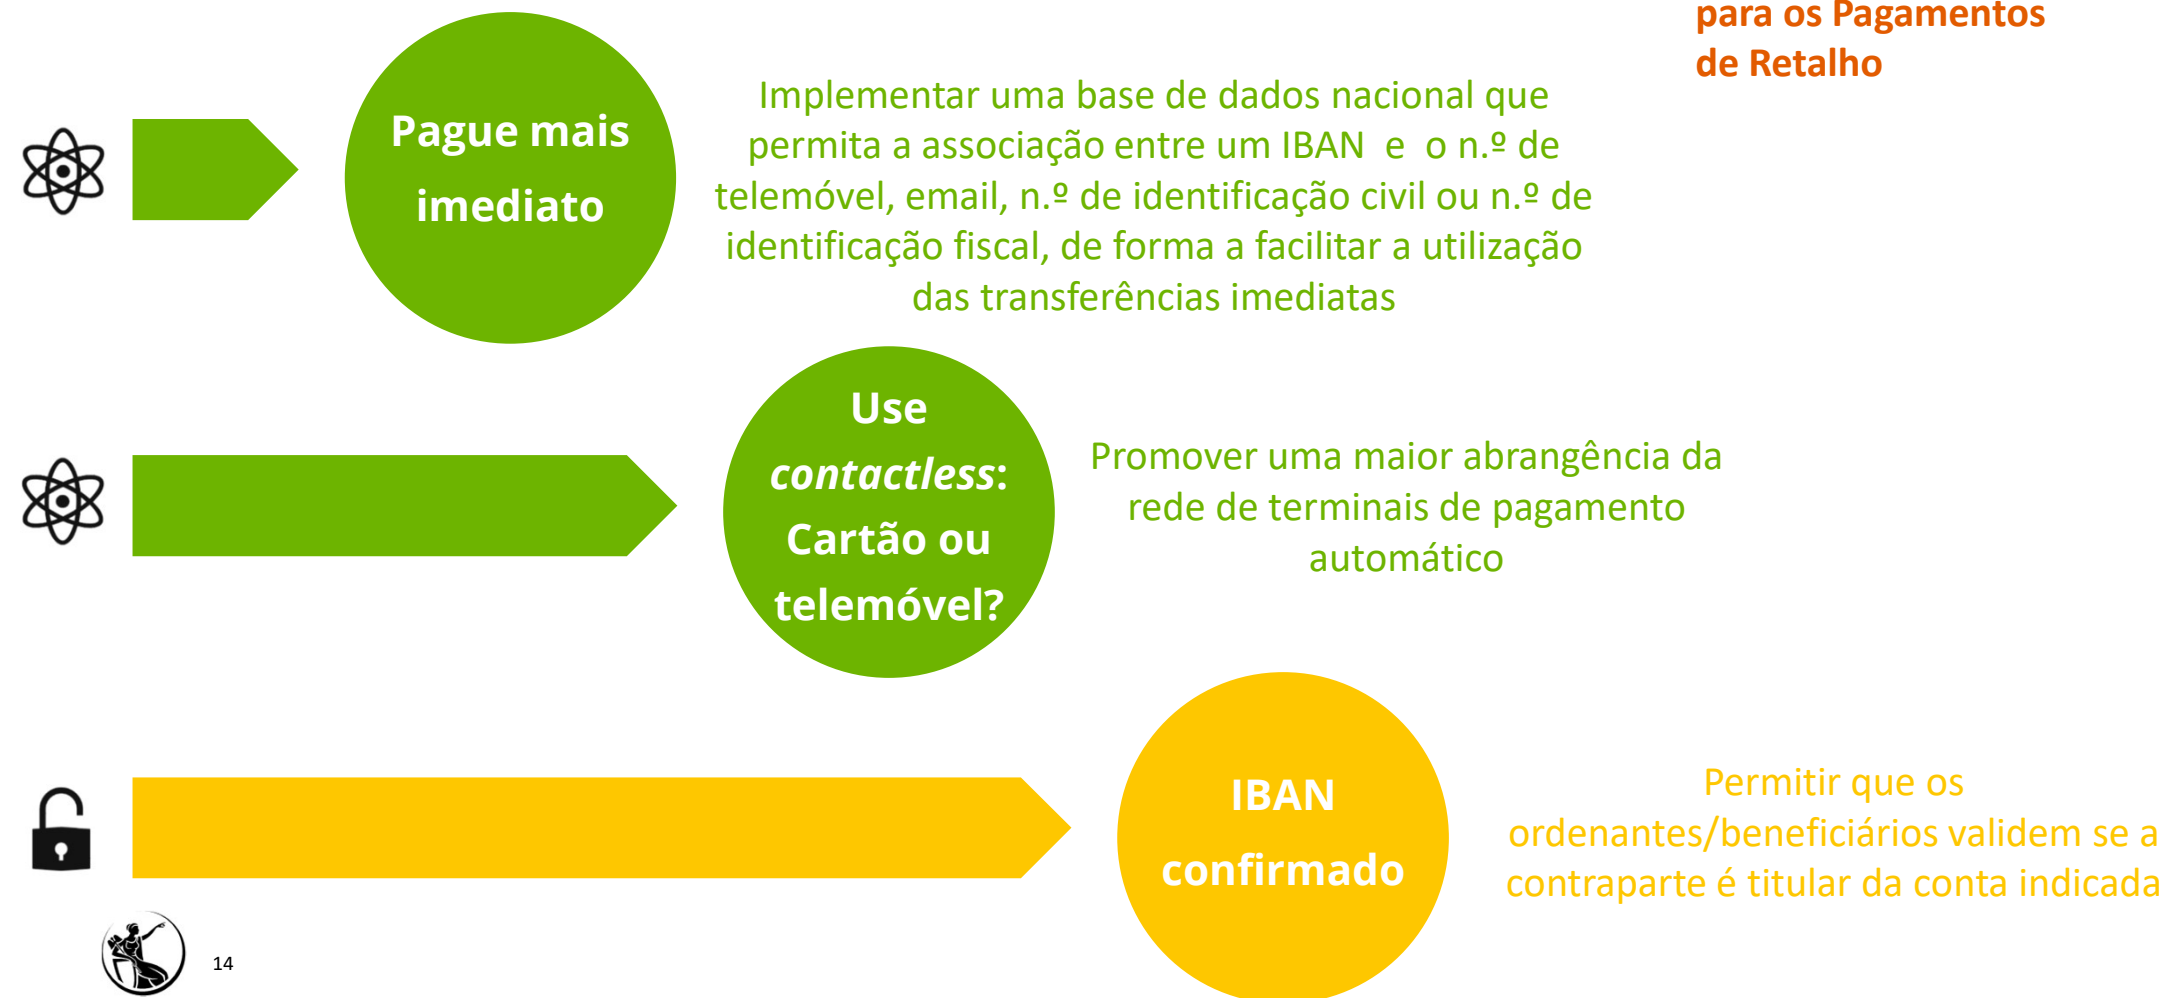 para os Pagamentos
de Retalho
Pague mais
imediato
Implementar uma base de dados nacional que
permita a associação entre um IBAN e o n.º de
telemóvel, email, n.º de identificação civil ou n.º de
identificação fiscal, de forma a facilitar a utilização
das transferências imediatas
Use
contactless:
Cartão ou
telemóvel?
Promover uma maior abrangência da
rede de terminais de pagamento
automático
IBAN
confirmado
Permitir que os
ordenantes/beneficiários validem se a
contraparte é titular da conta indicada
14